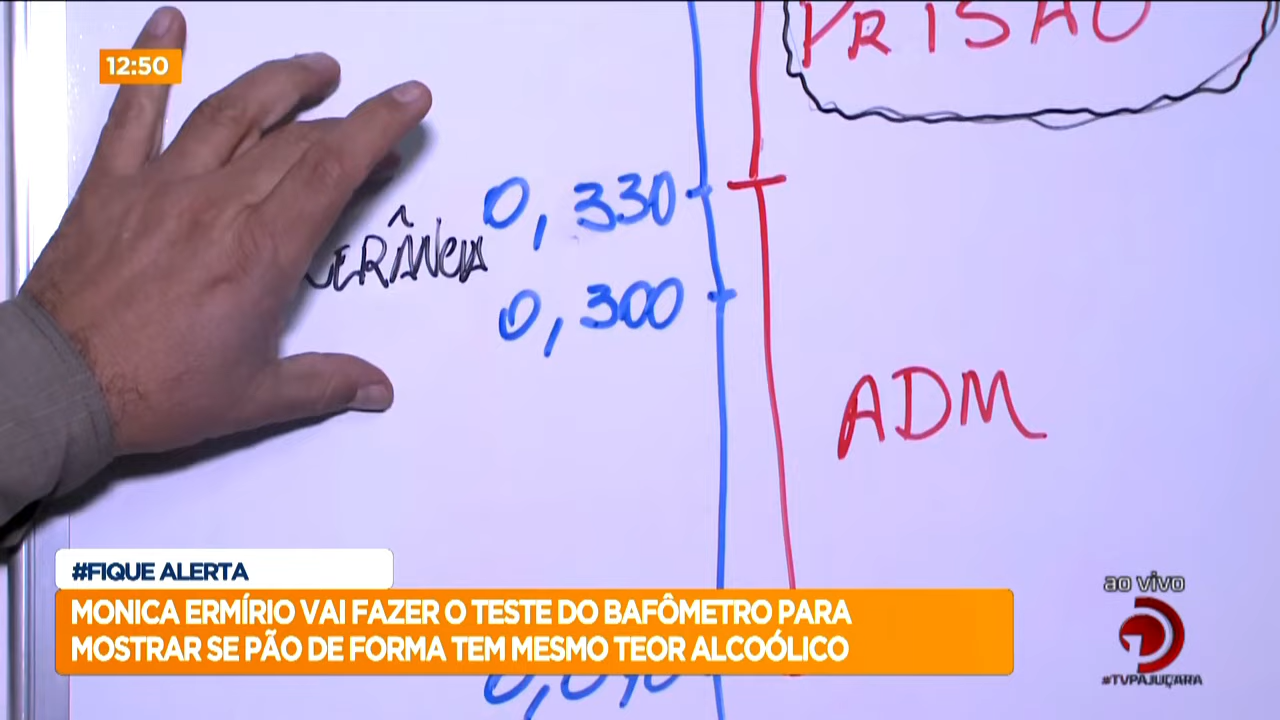 12:50
PRISÃO
0,330
0,300
ADM
#FIQUE ALERTA
MONICA ERMÍRIO VAI FAZER O TESTE DO BAFÔMETRO PARA
MOSTRAR SE PÃO DE FORMA TEM MESMO TEOR ALCOÓLICO
ao vivo
#TVPAJUÇARA